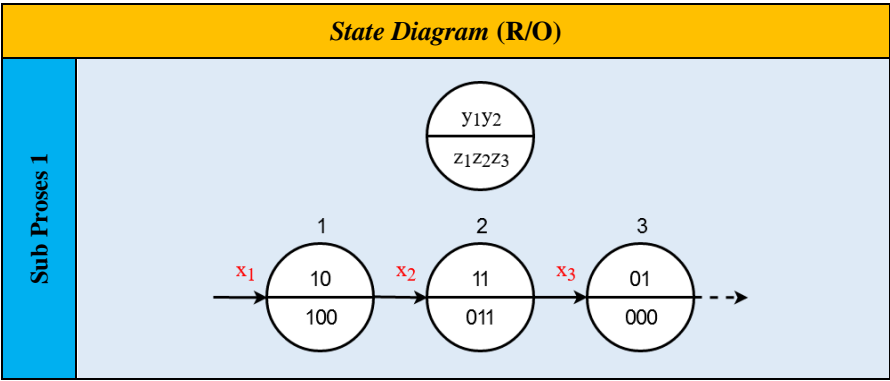 State Diagram (R/O)
Sub Proses 1
y1y2
z1z2z3
1 2 3
x1 x2 x3
10 11 01
100 011 000